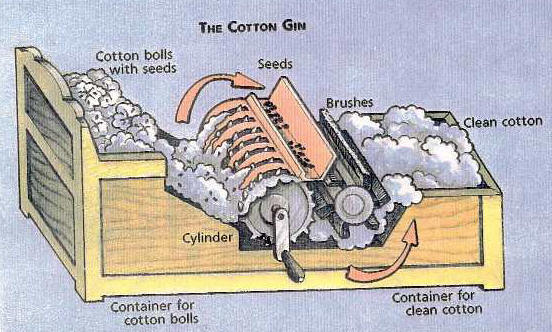 THE COTTON GIN
Cotton bolls
with seeds
Seeds
Brushes
Clean cotton
Cylinder
Container for
cotton bolls
Container for
clean cotton